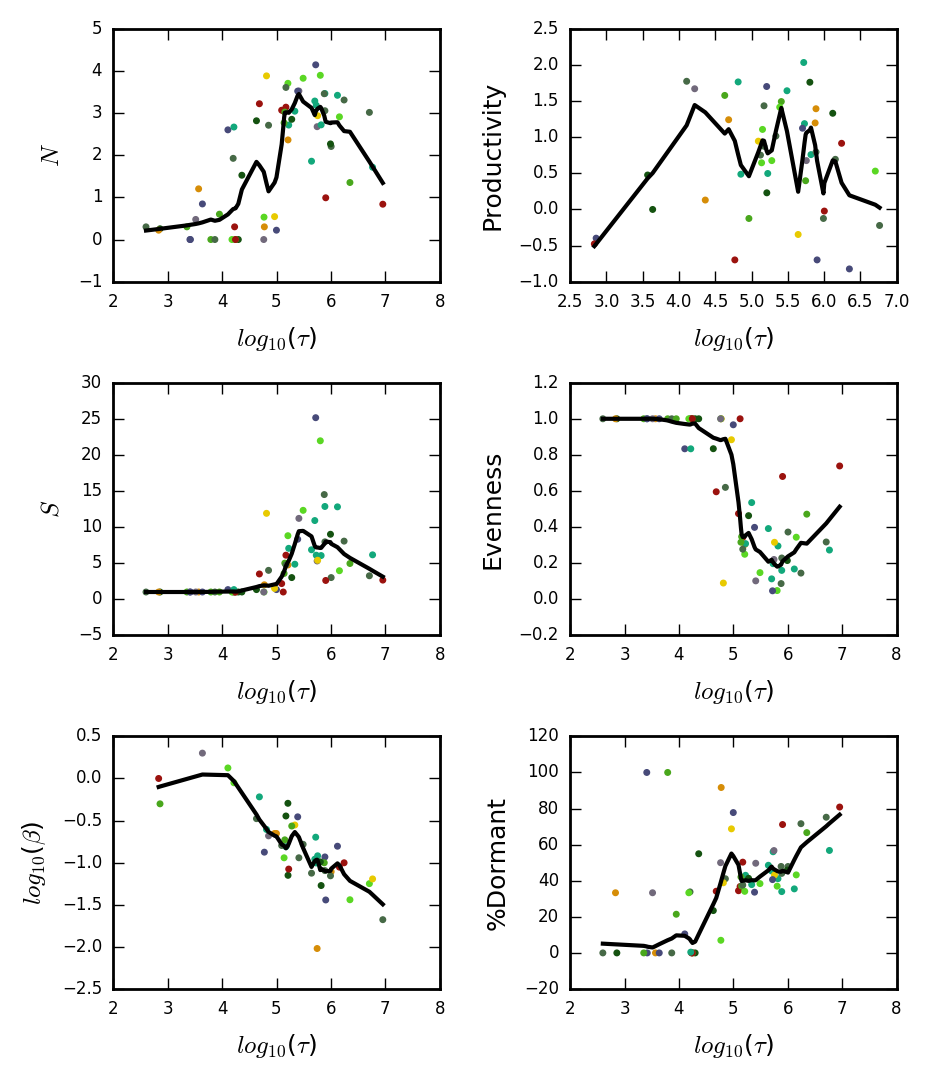 5
4
3
2
1
0
−1
N
2 3 4 5 6 7 8
log10(τ)
2.5
2.0
1.5
1.0
0.5
0.0
−0.5
−1.0
Productivity
2.5 3.0 3.5 4.0 4.5 5.0 5.5 6.0 6.5 7.0
log10(τ)
30
25
20
15
10
5
0
−5
S
2 3 4 5 6 7 8
log10(τ)
1.2
1.0
0.8
0.6
0.4
0.2
0.0
−0.2
Evenness
2 3 4 5 6 7 8
log10(τ)
0.5
0.0
−0.5
−1.0
−1.5
−2.0
−2.5
log10(β)
2 3 4 5 6 7 8
log10(τ)
120
100
80
60
40
20
0
−20
%Dormant
2 3 4 5 6 7 8
log10(τ)